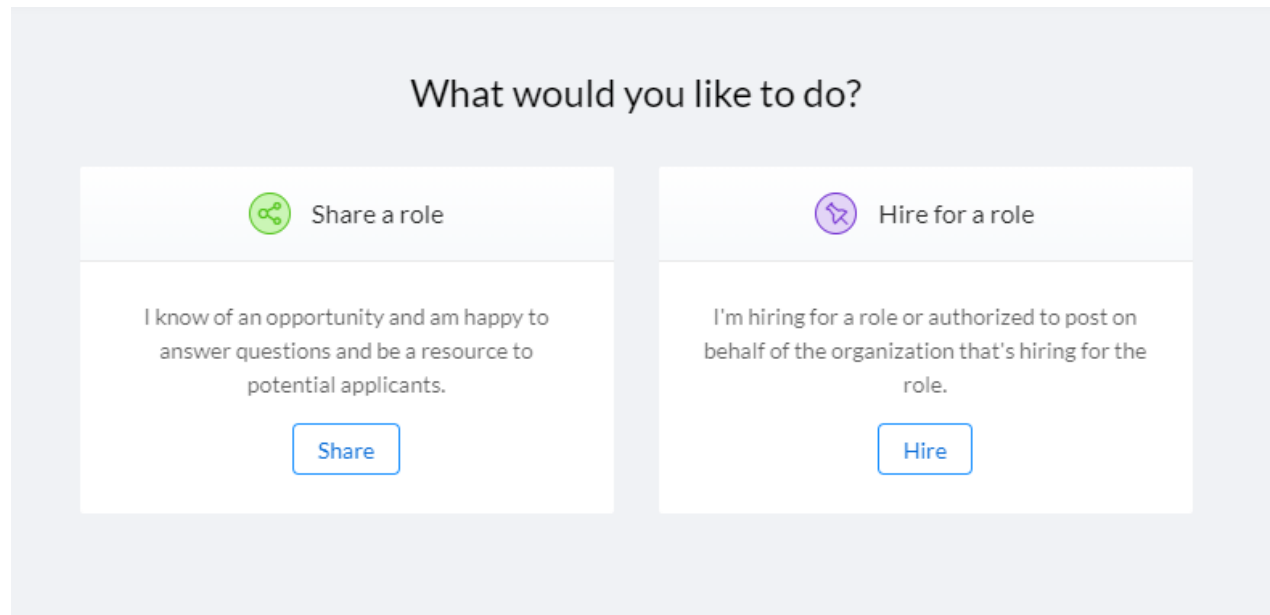 What would you like to do?
Share a role
I know of an opportunity and am happy to
answer questions and be a resource to
potential applicants.
Share
Hire for a role
I'm hiring for a role or authorized to post on
behalf of the organization that's hiring for the
role.
Hire